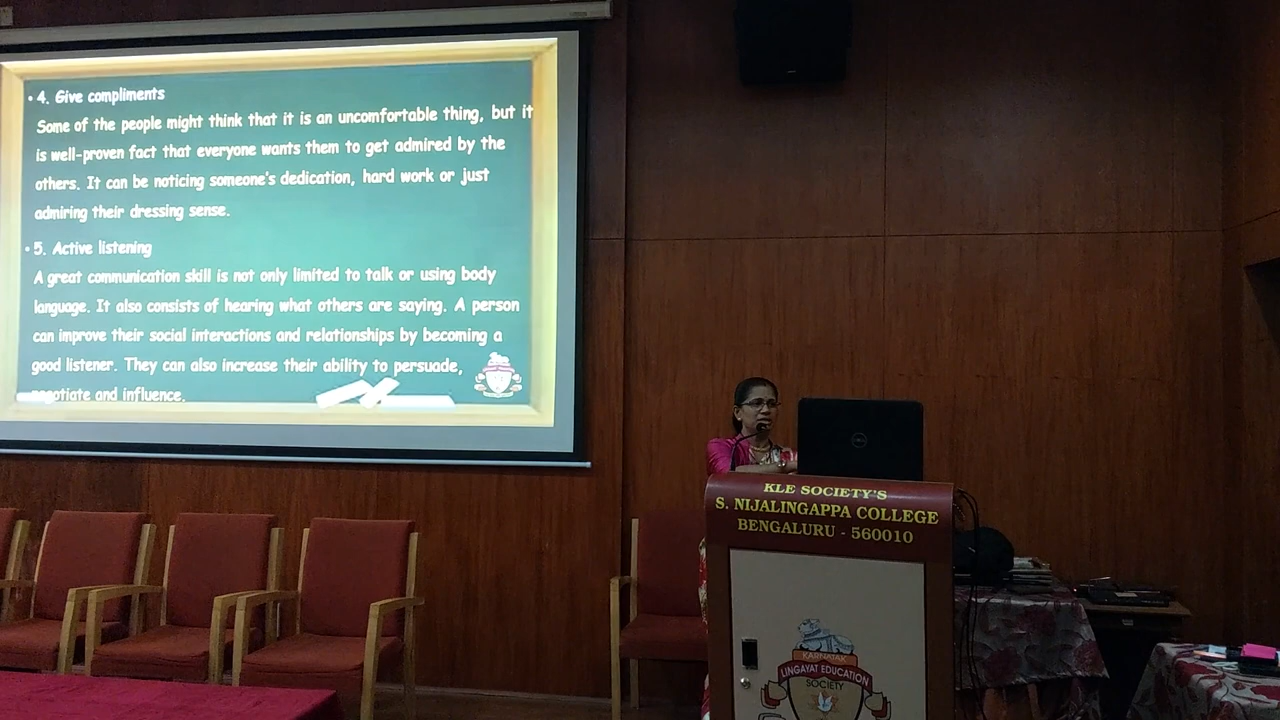 • 4. Give compliments
Some of the people might think that it is an uncomfortable thing, but it
is well-proven fact that everyone wants them to get admired by the
others. It can be noticing someone's dedication, hard work or just
admiring their dressing sense.
• 5. Active listening
A great communication skill is not only limited to talk or using body
language. It also consists of hearing what others are saying. A person
can improve their social interactions and relationships by becoming a
good listener. They can also increase their ability to persuade,
negotiate and influence.
DELL
KLE SOCIETY'S
S. NIJALINGAPPA COLLEGE
BENGALURU - 560010
KARNATAK
LINGAYAT EDUCATION
SOCIETY